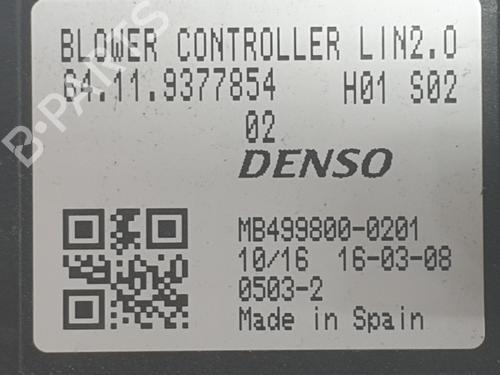 BLOWER CONTROLLER LIN2.0
64.11.9377854 H01 S02
02
DENSO
MB499800-0201
10/16 16-03-08
0503-2
Made in Spain
B-PARTS